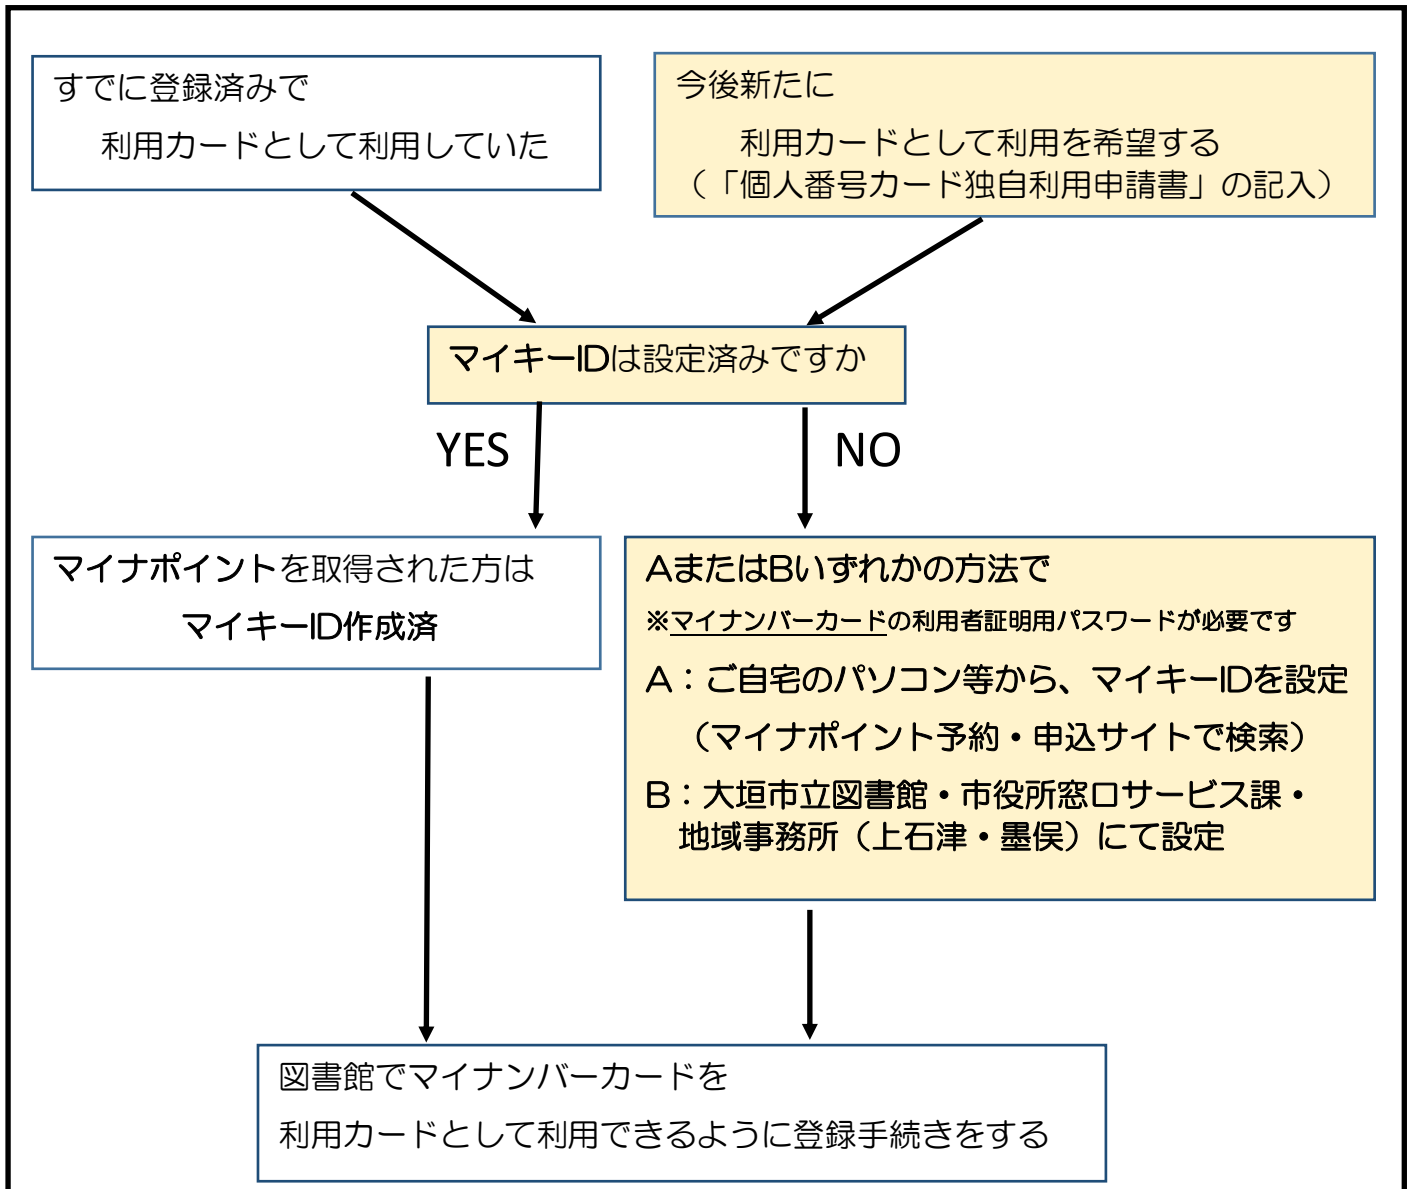 すでに登録済みで
利用カードとして利用していた
今後新たに
利用カードとして利用を希望する
（「個人番号カード独自利用申請書」の記入）
マイキーIDは設定済みですか
YES
NO
マイナポイントを取得された方は
マイキーID作成済
AまたはBいずれかの方法で
※マイナンバーカードの利用者証明用パスワードが必要です
A：ご自宅のパソコン等から、マイキーIDを設定
（マイナポイント予約・申込サイトで検索）
B：大垣市立図書館・市役所窓口サービス課・
地域事務所（上石津・墨俣）にて設定
図書館でマイナンバーカードを
利用カードとして利用できるように登録手続きをする